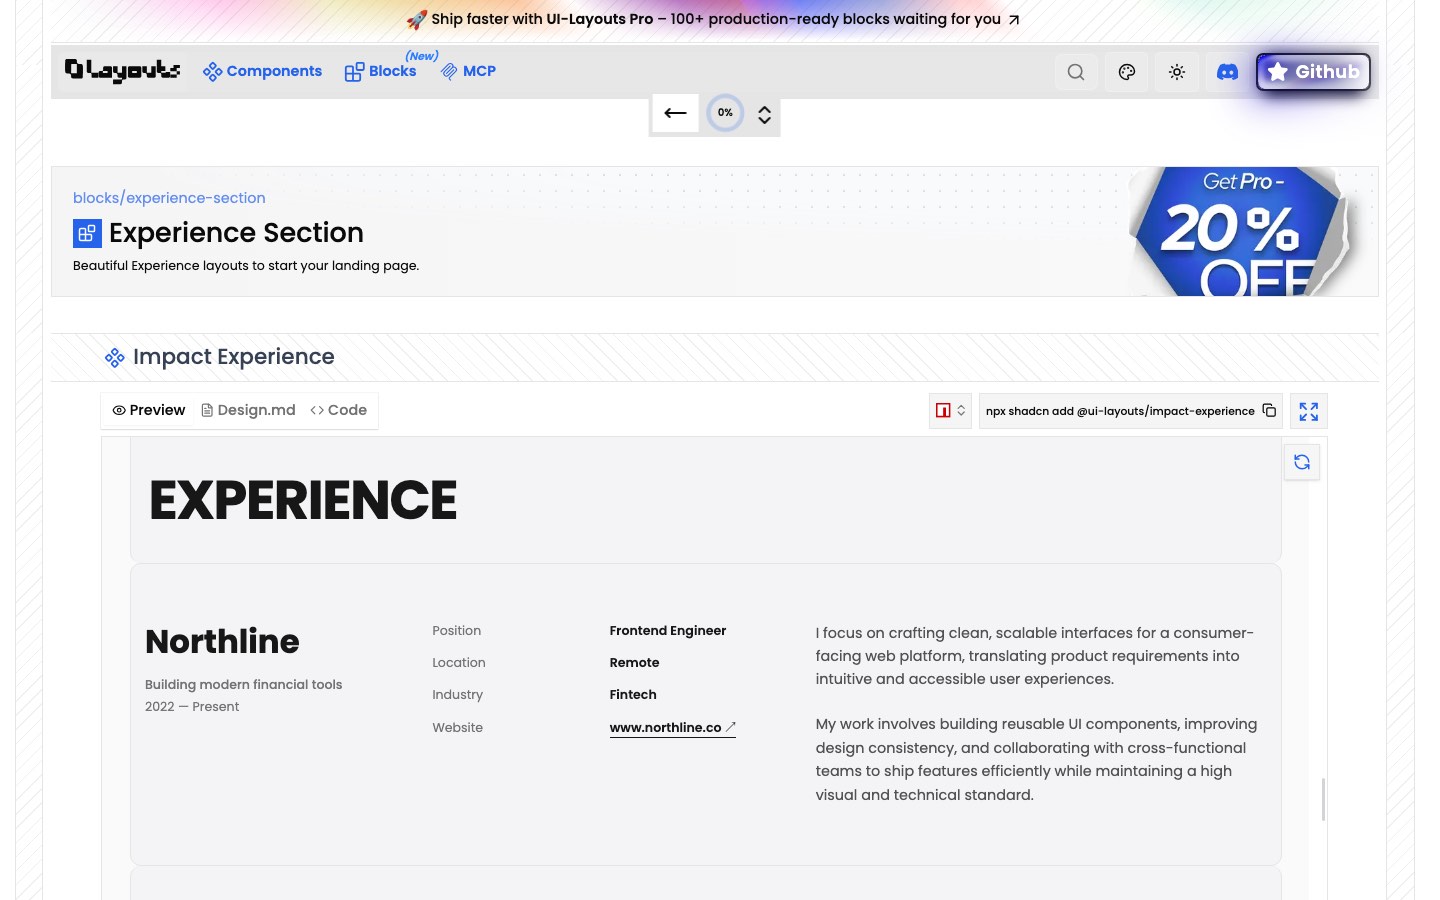 🚀 Ship faster with UI-Layouts Pro – 100+ production-ready blocks waiting for you ↗
Layouts Components Blocks (New) MCP Github
0%
blocks/experience-section
Experience Section
Beautiful Experience layouts to start your landing page.
Get Pro -
20%
OFF
Impact Experience
Preview Design.md Code
npx shadcn add @ui-layouts/impact-experience
EXPERIENCE
Northline
Building modern financial tools
2022 — Present
Position Frontend Engineer
Location Remote
Industry Fintech
Website www.northline.co ↗
I focus on crafting clean, scalable interfaces for a consumer-
facing web platform, translating product requirements into
intuitive and accessible user experiences.
My work involves building reusable UI components, improving
design consistency, and collaborating with cross-functional
teams to ship features efficiently while maintaining a high
visual and technical standard.